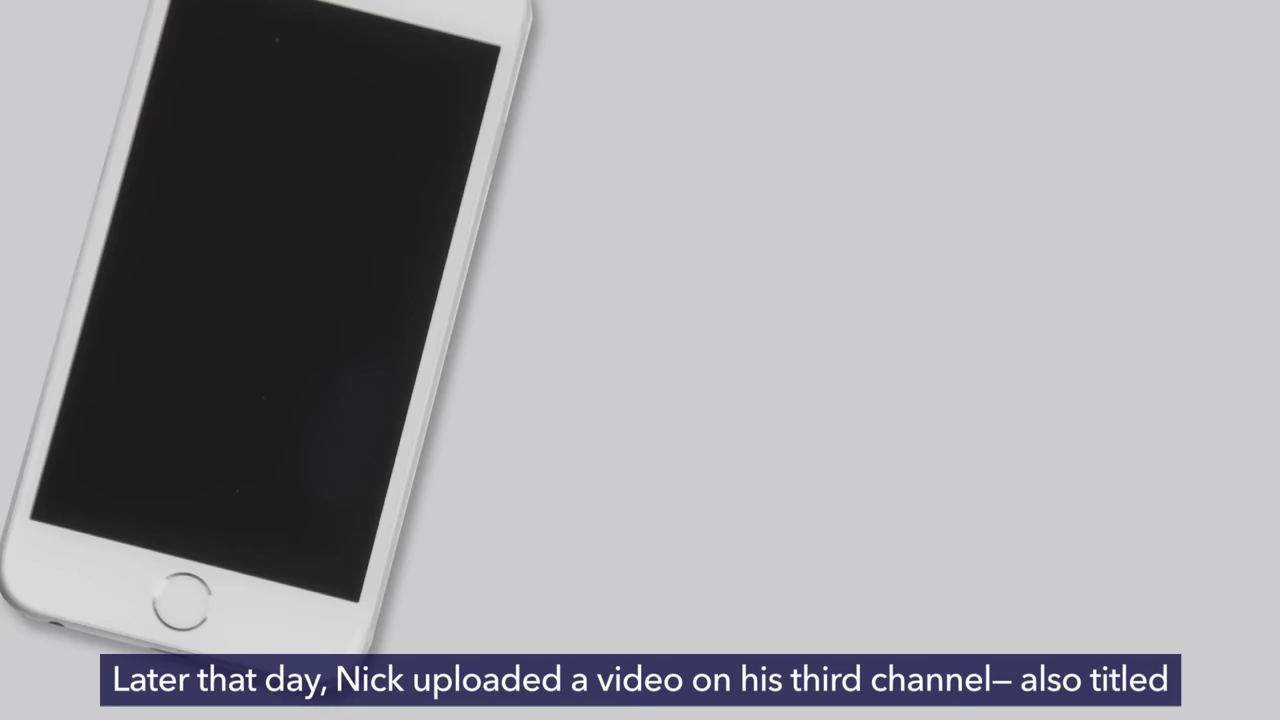 Later that day, Nick uploaded a video on his third channel— also titled